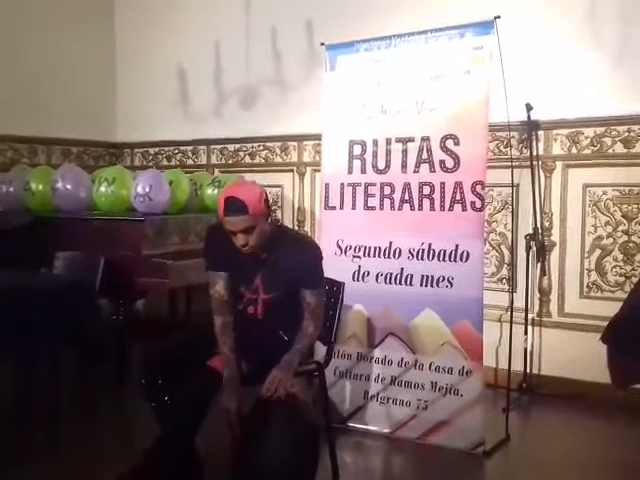 RUTAS
LITERARIAS
Segundo sábado
de cada mes
Salón Dorado de la Casa de
Cultura de Ramos Mejía,
Belgrano 75